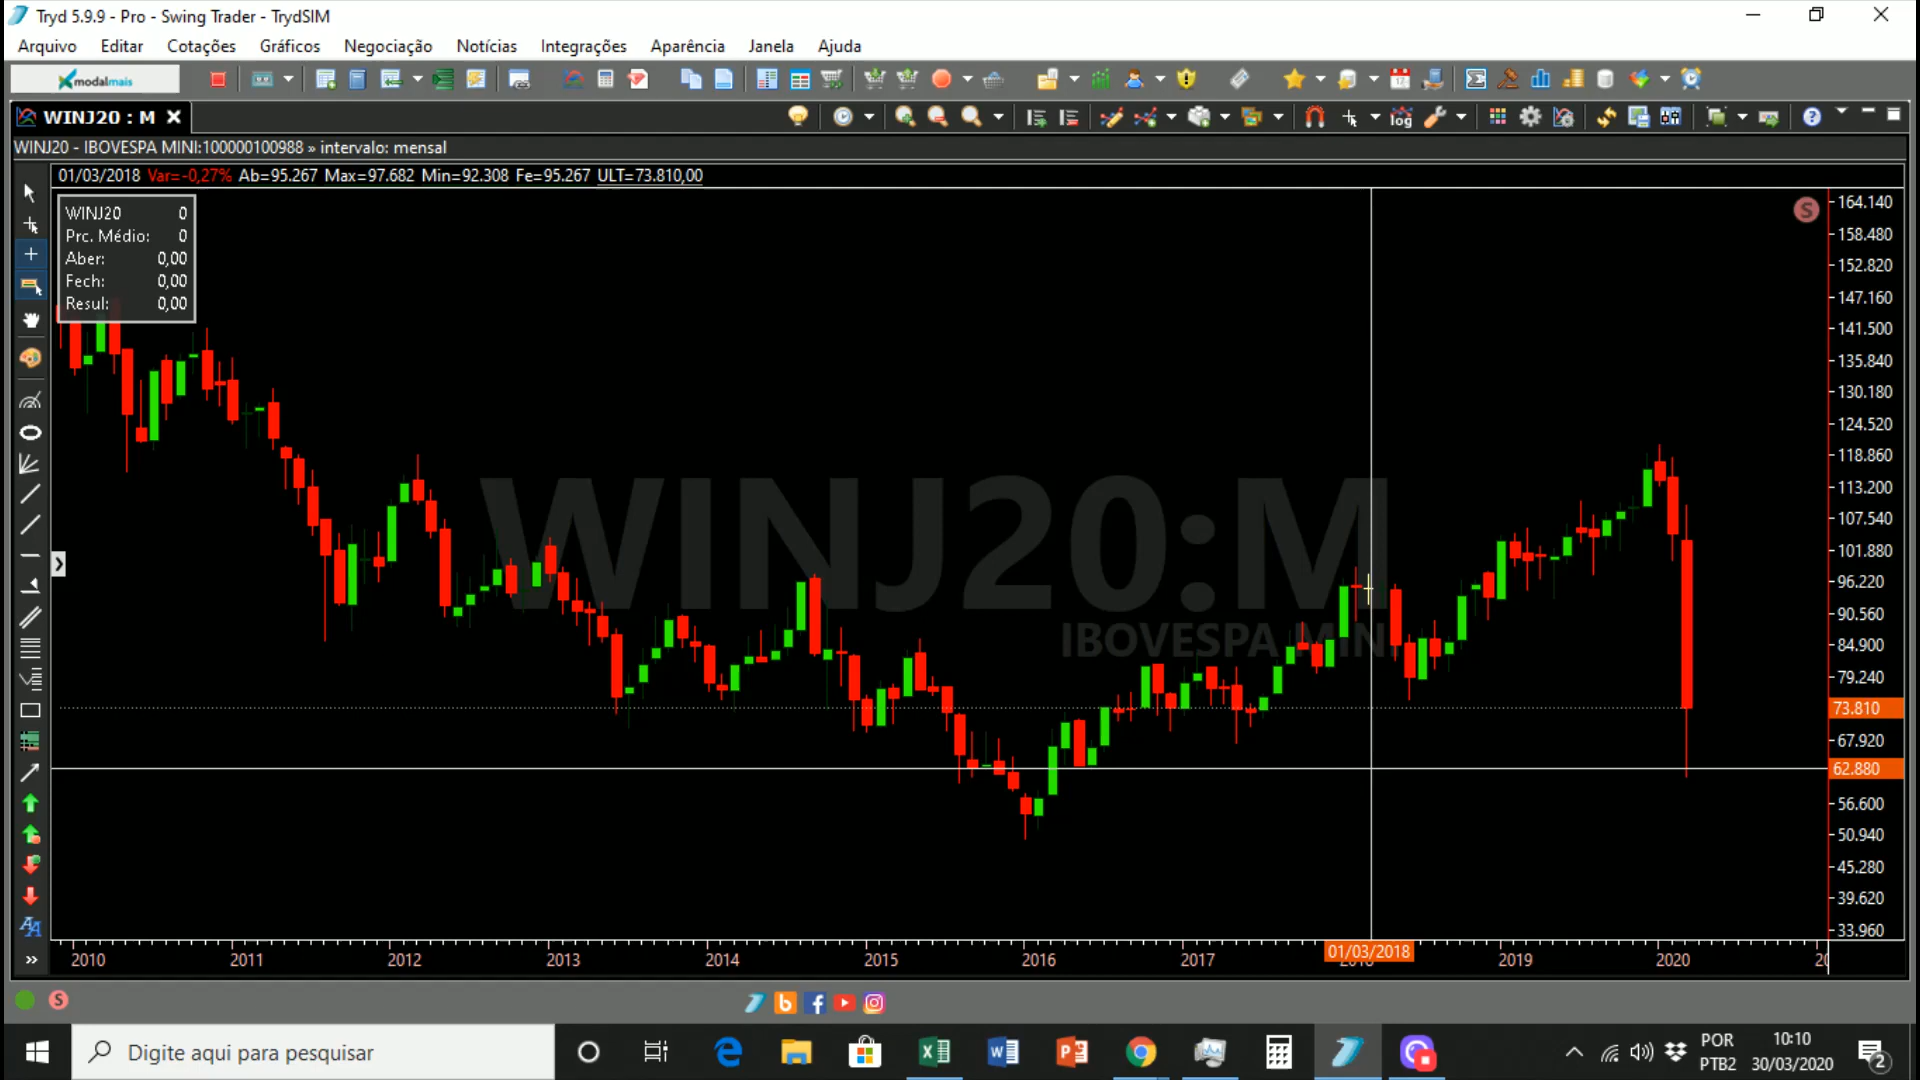 Tryd 5.9.9 - Pro - Swing Trader - TrydSIM
Arquivo Editar Cotações Gráficos Negociação Notícias Integrações Aparência Janela Ajuda
modalmais
12
WINJ20 : M
log
WINJ20 - IBOVESPA MINI:100000100988 » intervalo: mensal
01/03/2018 Var=-0,27% Ab=95.267 Max=97.682 Min=92.308 Fe=95.267 ULT=73.810,00
WINJ20 0
Prc. Médio: 0
Aber: 0,00
Fech: 0,00
Resul: 0,00
S
WINJ20:M
IBOVESPA MINI
164.140
158.480
152.820
147.160
141.500
135.840
130.180
124.520
118.860
113.200
107.540
101.880
96.220
90.560
84.900
79.240
73.810
67.920
62.880
56.600
50.940
45.280
39.620
33.960
2010 2011 2012 2013 2014 2015 2016 2017 01/03/2018 2019 2020
S
Digite aqui para pesquisar
POR
PTB2
10:10
30/03/2020
2